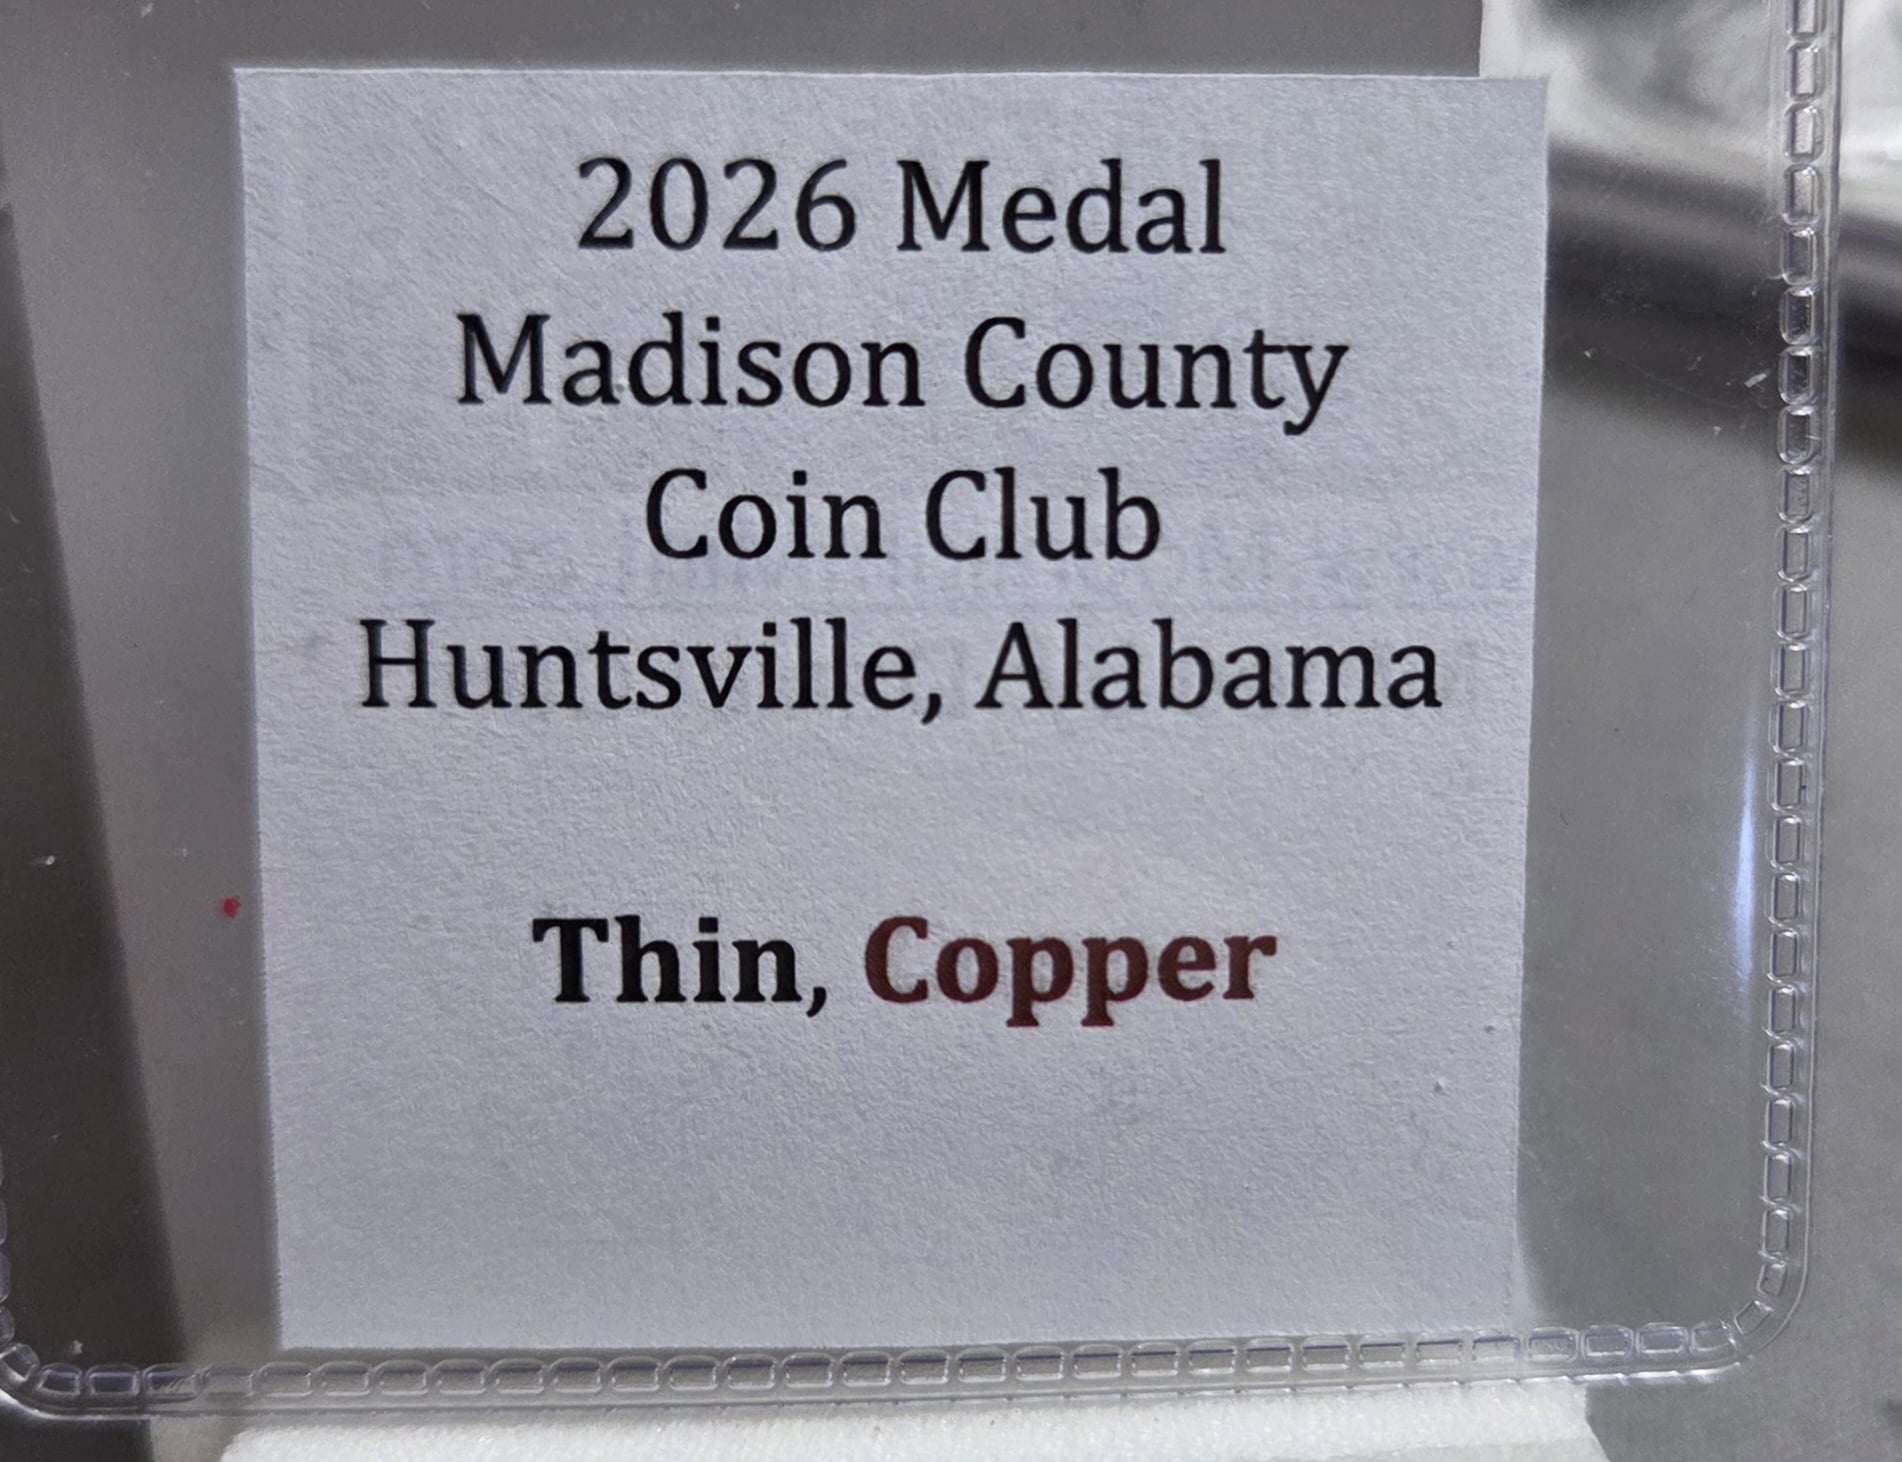 2026 Medal
Madison County
Coin Club
Huntsville, Alabama
Thin, Copper